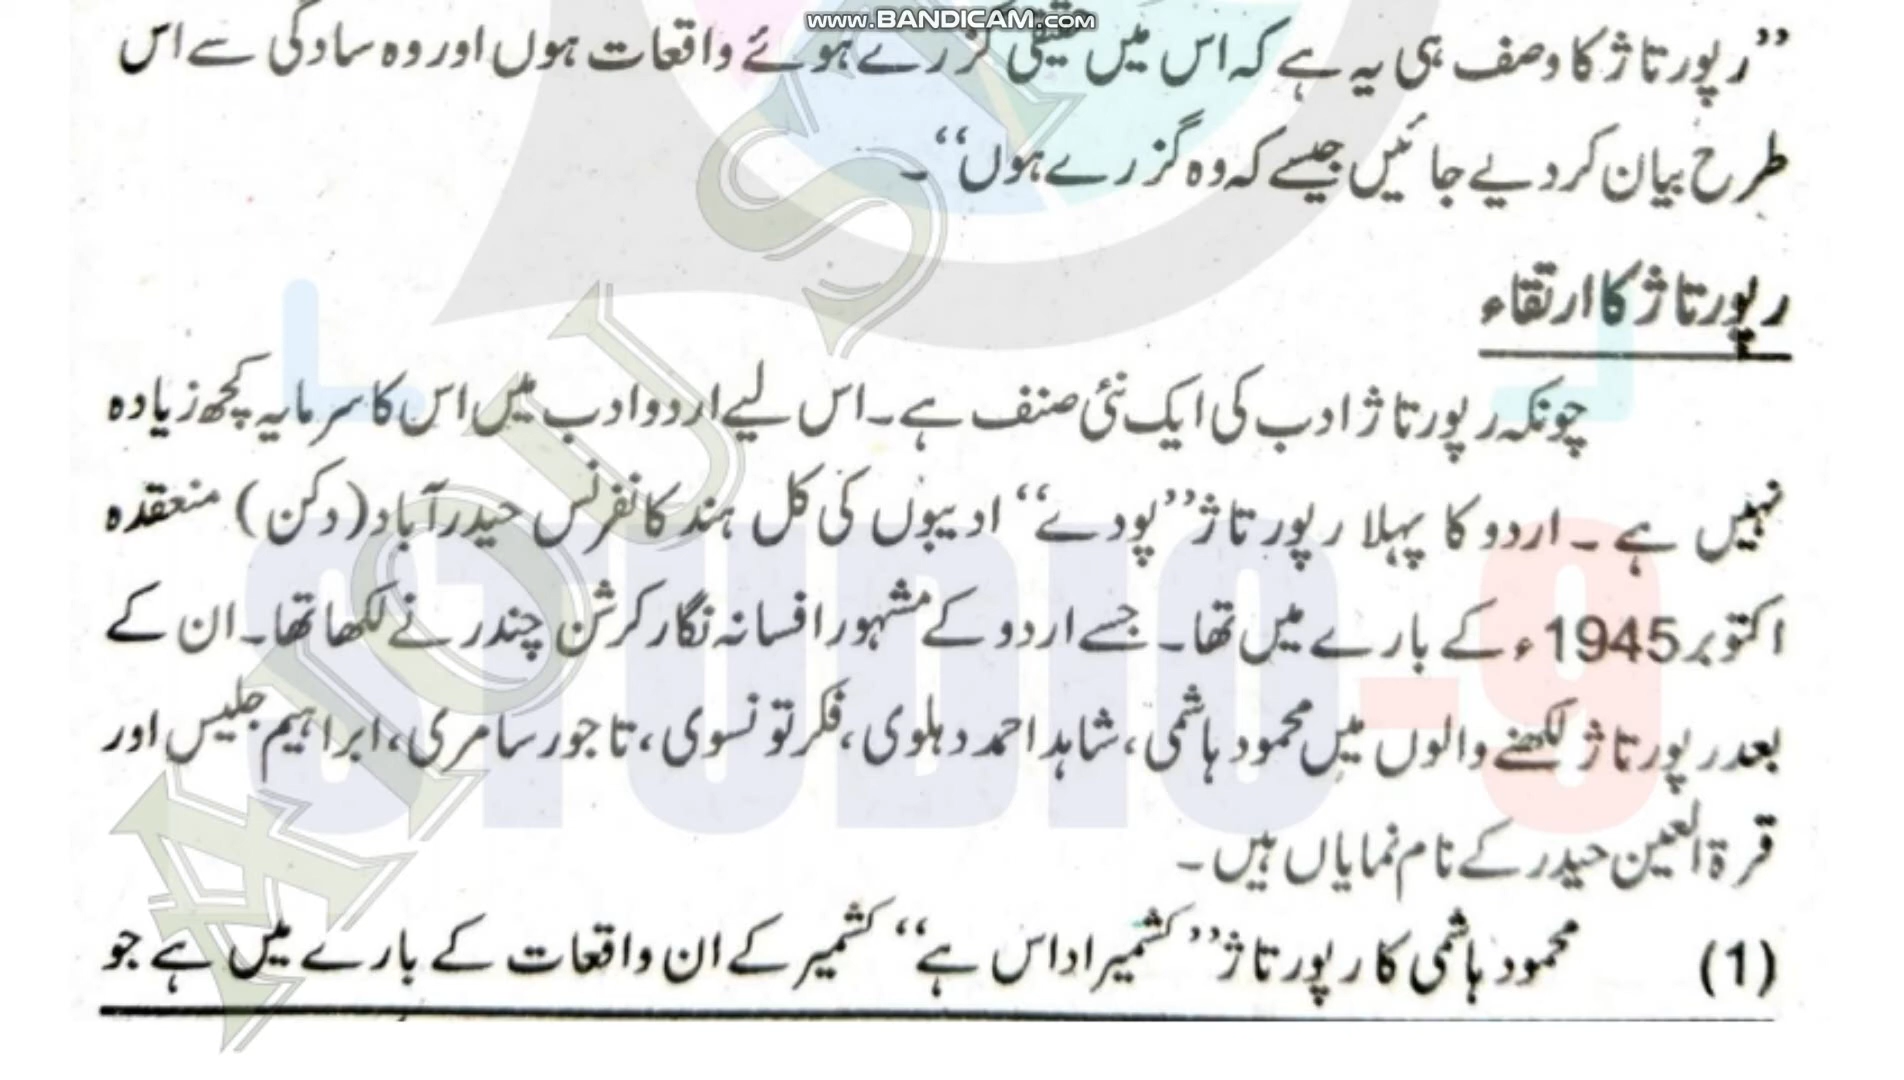 www.BANDICAM.com
’’رپورتاژ کا وصف ہی یہ ہے کہ اس میں حقیقی گزرے ہوئے واقعات ہوں اور وہ سادگی سے اس
طرح بیان کر دیے جائیں جیسے کہ وہ گزرے ہوں‘‘۔
رپورتاژ کا ارتقاء
چونکہ رپورتاژ ادب کی ایک نئی صنف ہے۔ اس لیے اردو ادب میں اس کا سرمایہ کچھ زیادہ
نہیں ہے ۔ اردو کا پہلا رپورتاژ ’’پودے‘‘ ادیبوں کی کل ہند کانفرنس حیدرآباد (دکن) منعقدہ
اکتوبر 1945ء کے بارے میں تھا۔ جسے اردو کے مشہور افسانہ نگار کرشن چندر نے لکھا تھا۔ ان کے
بعد رپورتاژ لکھنے والوں میں محمود ہاشمی، شاہد احمد دہلوی، فکر تونسوی، تاجور سامری، ابراہیم جلیس اور
قرۃ العین حیدر کے نام نمایاں ہیں۔
(1) محمود ہاشمی کا رپورتاژ ’’کشمیر اداس ہے‘‘ کشمیر کے ان واقعات کے بارے میں ہے جو
STUDIO-9